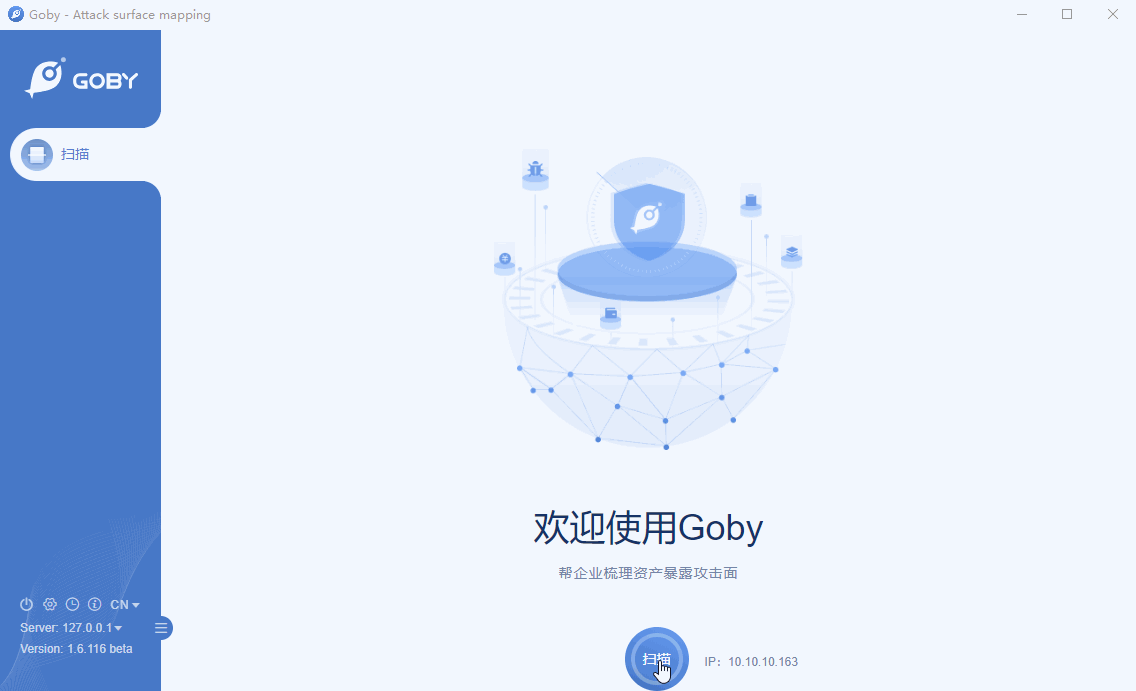 Goby - Attack surface mapping
GOBY
扫描
欢迎使用Goby
帮企业梳理资产暴露攻击面
扫描
IP： 10.10.10.163
CN
Server: 127.0.0.1
Version: 1.6.116 beta